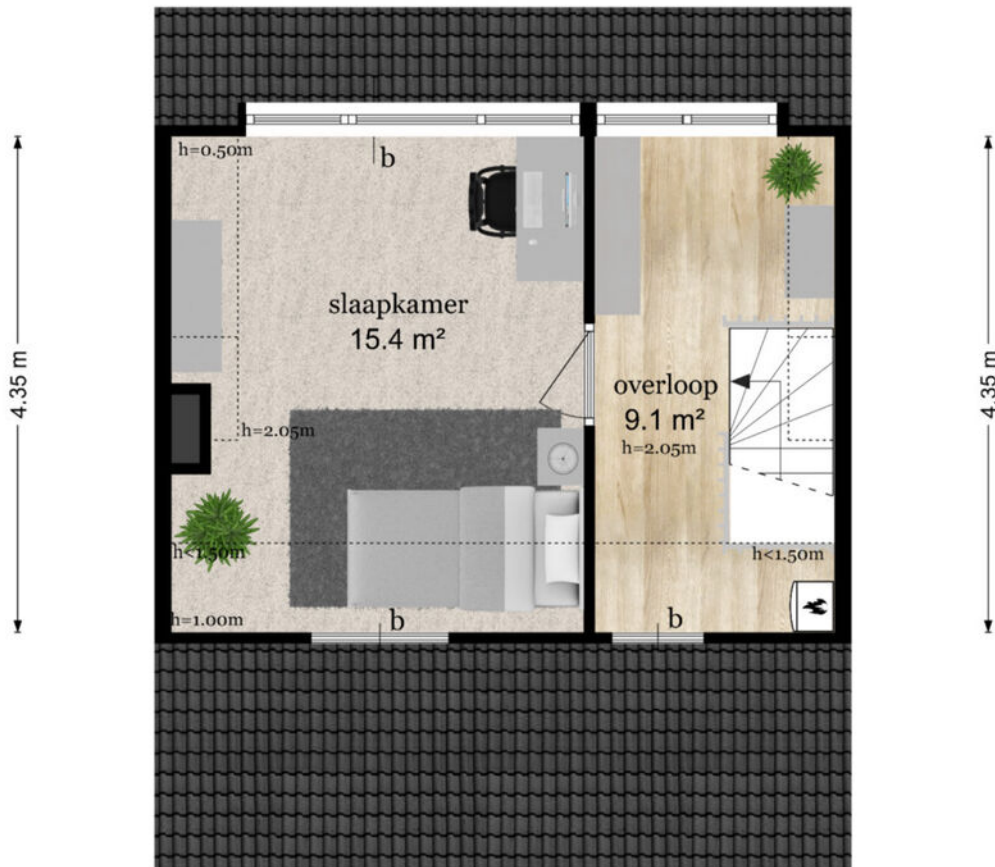 h=0.50m
b
slaapkamer
15.4 m²
4.35 m
4.35 m
overloop
9.1 m²
h=2.05m
h=2.05m
h<1.50m
h<1.50m
h=1.00m
b
b